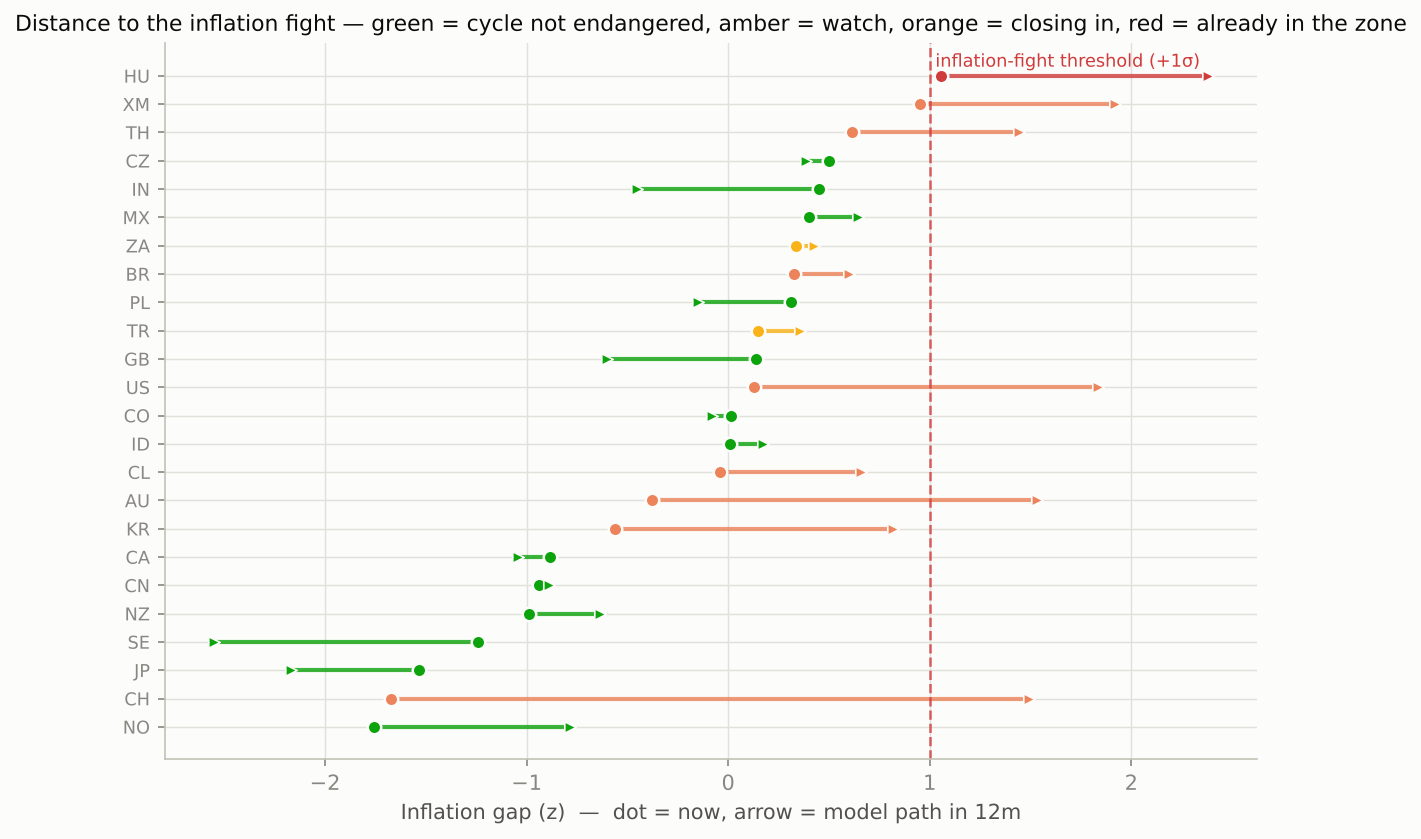 Distance to the inflation fight — green = cycle not endangered, amber = watch, orange = closing in, red = already in the zone
inflation-fight threshold (+1σ)
HU
XM
TH
CZ
IN
MX
ZA
BR
PL
TR
GB
US
CO
ID
CL
AU
KR
CA
CN
NZ
SE
JP
CH
NO
−2 −1 0 1 2
Inflation gap (z) — dot = now, arrow = model path in 12m